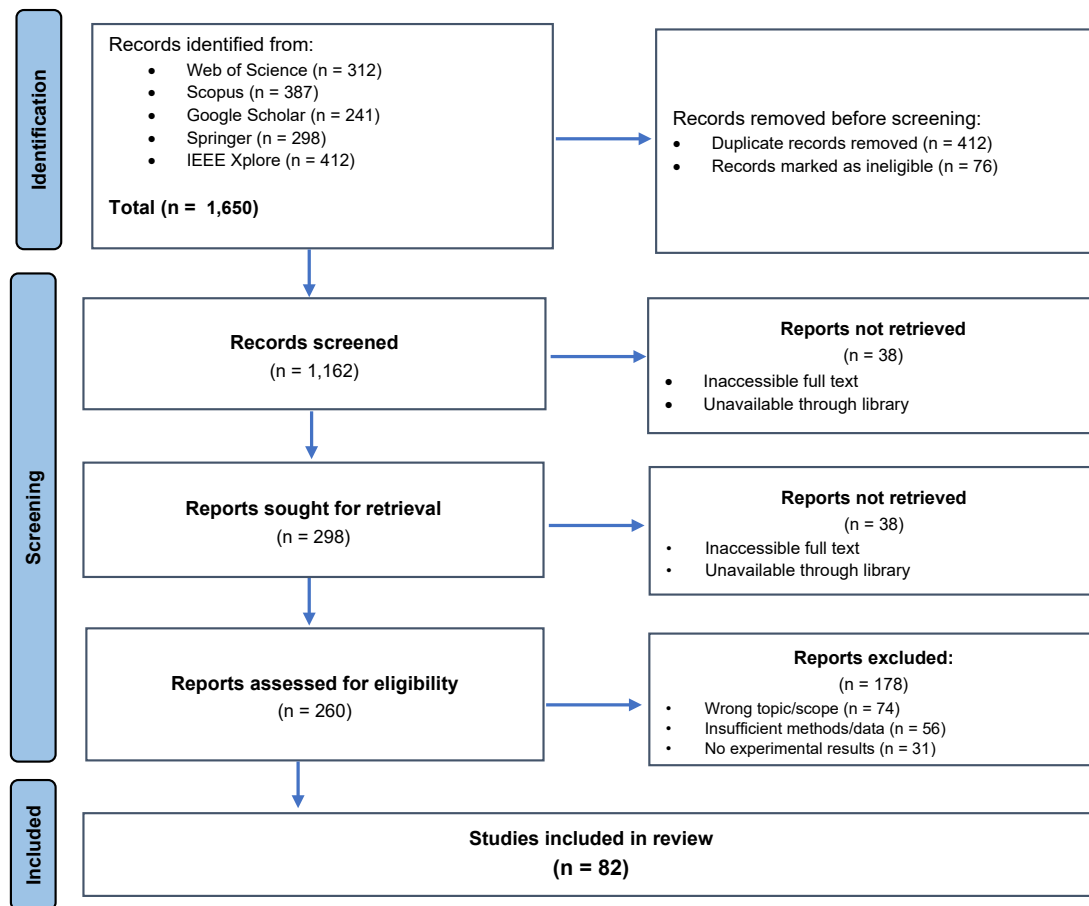 Identification
Records identified from:
• Web of Science (n = 312)
• Scopus (n = 387)
• Google Scholar (n = 241)
• Springer (n = 298)
• IEEE Xplore (n = 412)
Total (n = 1,650)
Records removed before screening:
• Duplicate records removed (n = 412)
• Records marked as ineligible (n = 76)
Screening
Records screened
(n = 1,162)
Reports not retrieved
(n = 38)
• Inaccessible full text
• Unavailable through library
Reports sought for retrieval
(n = 298)
Reports not retrieved
(n = 38)
• Inaccessible full text
• Unavailable through library
Reports assessed for eligibility
(n = 260)
Reports excluded:
(n = 178)
• Wrong topic/scope (n = 74)
• Insufficient methods/data (n = 56)
• No experimental results (n = 31)
Included
Studies included in review
(n = 82)